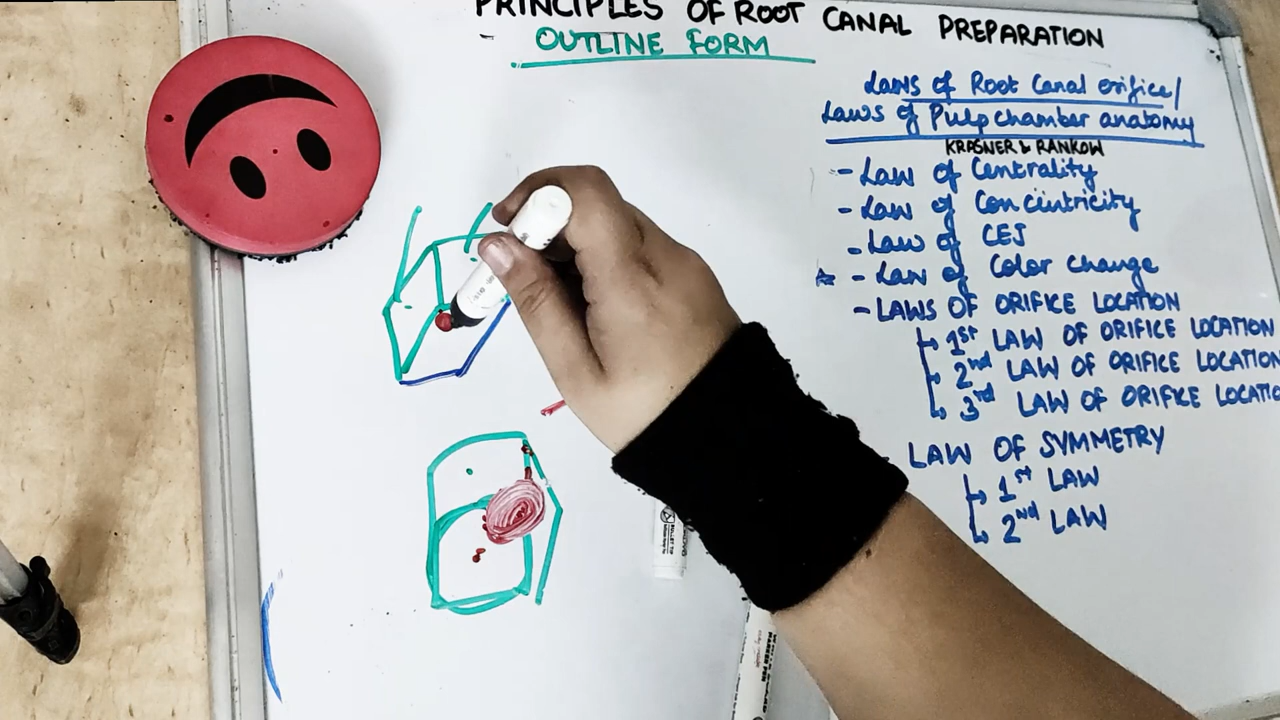 PRINCIPLES OF ROOT CANAL PREPARATION
OUTLINE FORM
Laws of Root Canal orifice/
Laws of Pulp chamber anatomy
KRASNER & RANKOW
- Law of Centrality
- Law of Concintricity
- Law of CEJ
- Law of Color Change
- LAWS OF ORIFICE LOCATION
1st LAW OF ORIFICE LOCATION
2nd LAW OF ORIFICE LOCATION
3rd LAW OF ORIFICE LOCATIO
LAW OF SYMMETRY
1st LAW
2nd LAW